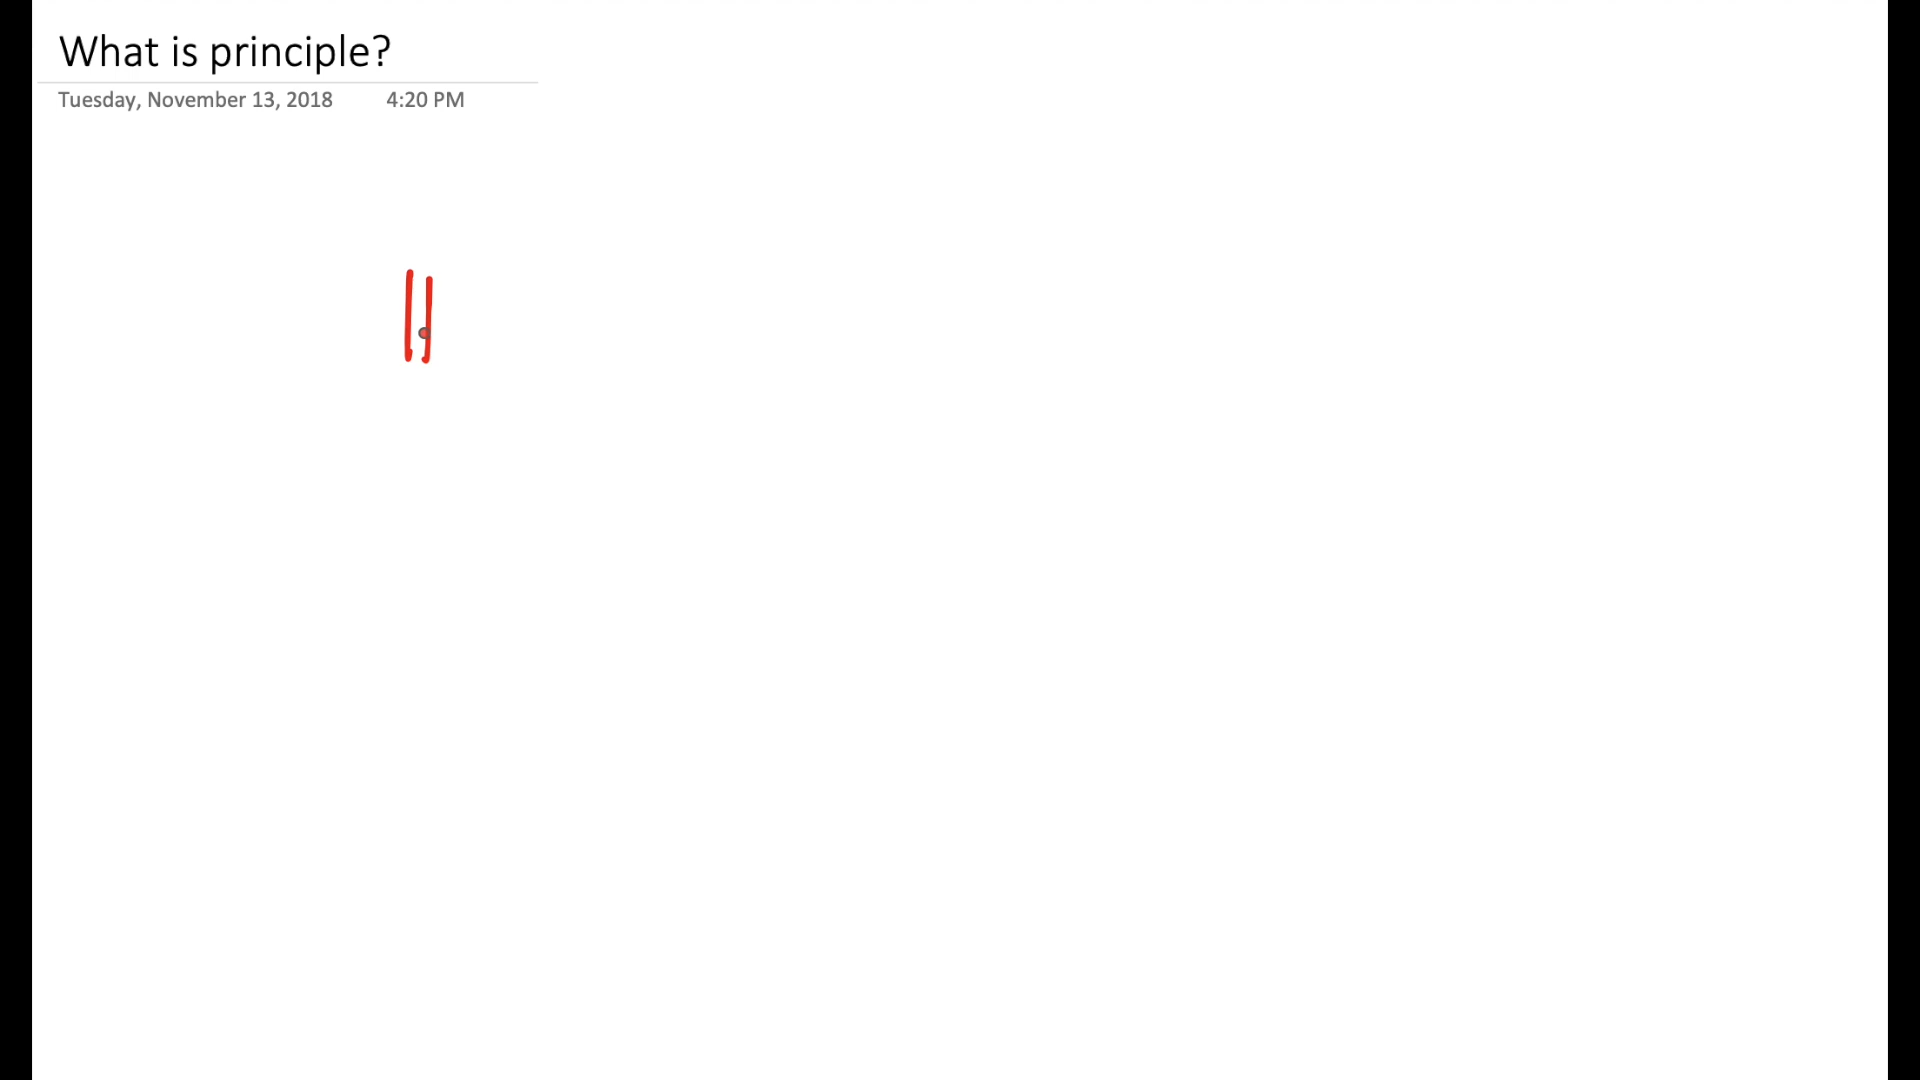 What is principle?
Tuesday, November 13, 2018 4:20 PM